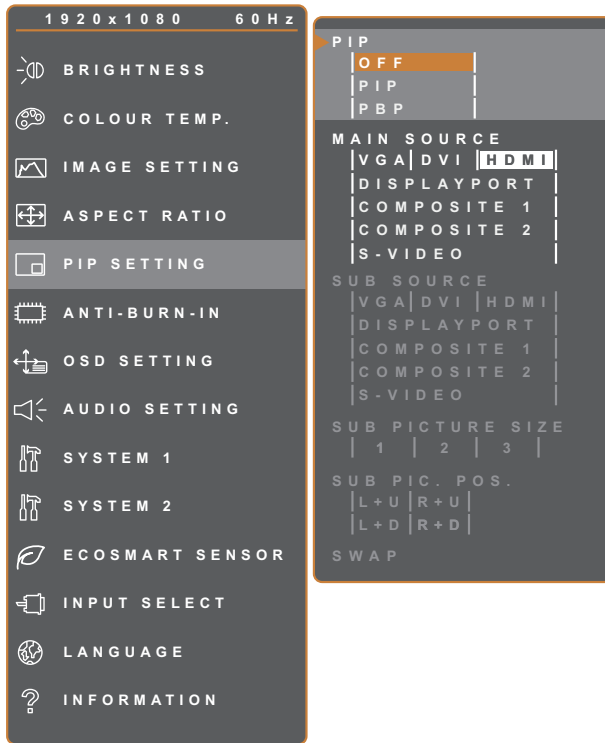 1920x1080 60Hz
BRIGHTNESS
COLOUR TEMP.
IMAGE SETTING
ASPECT RATIO
PIP SETTING
ANTI-BURN-IN
OSD SETTING
AUDIO SETTING
SYSTEM 1
SYSTEM 2
ECOSMART SENSOR
INPUT SELECT
LANGUAGE
INFORMATION
PIP
OFF
PIP
PBP
MAIN SOURCE
VGA DVI HDMI
DISPLAYPORT
COMPOSITE 1
COMPOSITE 2
S-VIDEO
SUB SOURCE
VGA DVI HDMI
DISPLAYPORT
COMPOSITE 1
COMPOSITE 2
S-VIDEO
SUB PICTURE SIZE
1 2 3
SUB PIC. POS.
L+U R+U
L+D R+D
SWAP